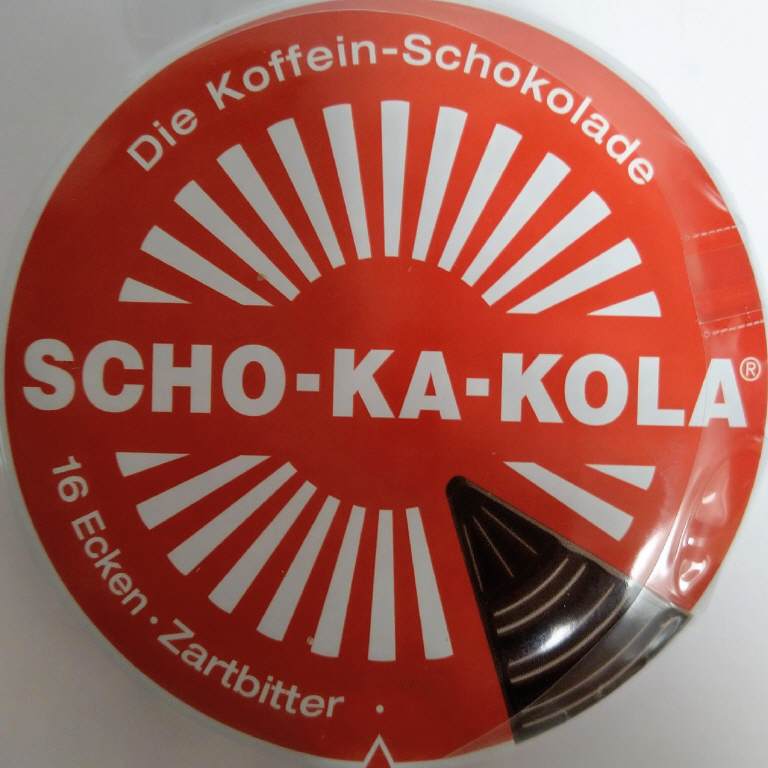 Die Koffein-Schokolade
SCHO-KA-KOLA®
16 Ecken · Zartbitter ·